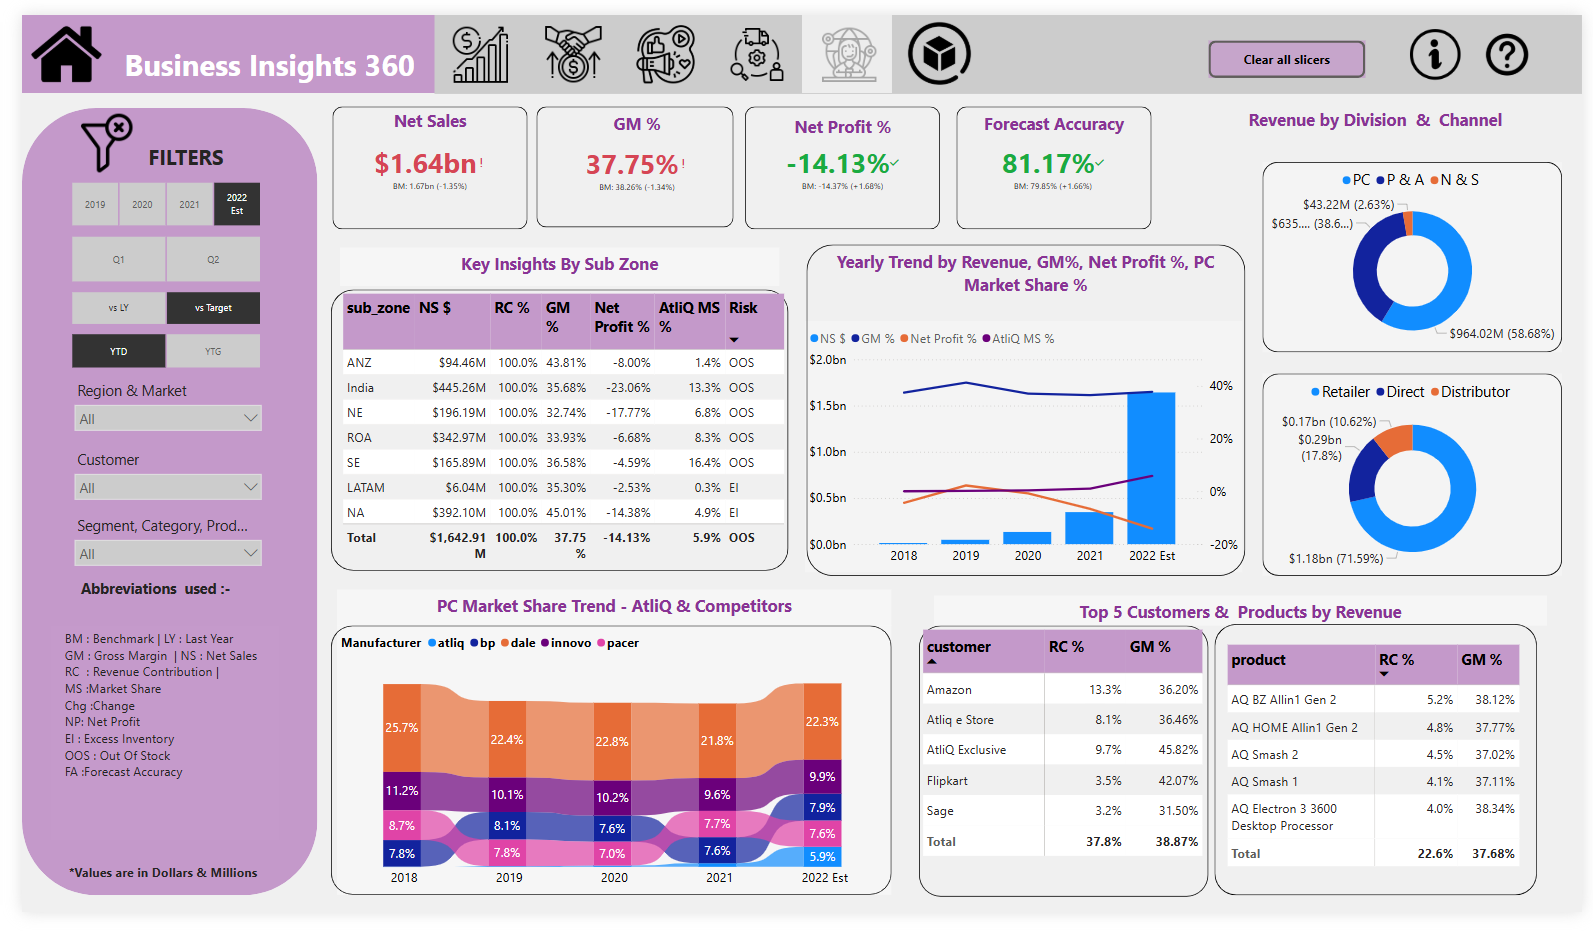 Business Insights 360
Clear all slicers
FILTERS
2019
2020
2021
2022
Est
Q1
Q2
vs LY
vs Target
YTD
YTG
Region & Market
All
Customer
All
Segment, Category, Prod...
All
Abbreviations used :-
BM : Benchmark | LY : Last Year
GM : Gross Margin | NS : Net Sales
RC : Revenue Contribution |
MS :Market Share
Chg :Change
NP: Net Profit
EI : Excess Inventory
OOS : Out Of Stock
FA :Forecast Accuracy
*Values are in Dollars & Millions
Net Sales
$1.64bn!
BM: 1.67bn (-1.35%)
GM %
37.75%!
BM: 38.26% (-1.34%)
Net Profit %
-14.13%✓
BM: -14.37% (+1.68%)
Forecast Accuracy
81.17%✓
BM: 79.85% (+1.66%)
Key Insights By Sub Zone
sub_zone NS $ RC % GM % Net Profit % AtliQ MS % Risk
ANZ $94.46M 100.0% 43.81% -8.00% 1.4% OOS
India $445.26M 100.0% 35.68% -23.06% 13.3% OOS
NE $196.19M 100.0% 32.74% -17.77% 6.8% OOS
ROA $342.97M 100.0% 33.93% -6.68% 8.3% OOS
SE $165.89M 100.0% 36.58% -4.59% 16.4% OOS
LATAM $6.04M 100.0% 35.30% -2.53% 0.3% EI
NA $392.10M 100.0% 45.01% -14.38% 4.9% EI
Total $1,642.91M 100.0% 37.75% -14.13% 5.9% OOS
Yearly Trend by Revenue, GM%, Net Profit %, PC
Market Share %
NS $ GM % Net Profit % AtliQ MS %
$2.0bn
$1.5bn
$1.0bn
$0.5bn
$0.0bn
40%
20%
0%
-20%
2018 2019 2020 2021 2022 Est
Revenue by Division & Channel
PC P & A N & S
$43.22M (2.63%)
$635.... (38.6...)
$964.02M (58.68%)
Retailer Direct Distributor
$0.17bn (10.62%)
$0.29bn
(17.8%)
$1.18bn (71.59%)
PC Market Share Trend - AtliQ & Competitors
Manufacturer atliq bp dale innovo pacer
25.7%
11.2%
8.7%
7.8%
22.4%
10.1%
8.1%
7.8%
22.8%
10.2%
7.6%
7.0%
21.8%
9.6%
7.7%
7.6%
22.3%
9.9%
7.9%
7.6%
5.9%
2018 2019 2020 2021 2022 Est
Top 5 Customers & Products by Revenue
customer RC % GM %
Amazon 13.3% 36.20%
Atliq e Store 8.1% 36.46%
AtliQ Exclusive 9.7% 45.82%
Flipkart 3.5% 42.07%
Sage 3.2% 31.50%
Total 37.8% 38.87%
product RC % GM %
AQ BZ Allin1 Gen 2 5.2% 38.12%
AQ HOME Allin1 Gen 2 4.8% 37.77%
AQ Smash 2 4.5% 37.02%
AQ Smash 1 4.1% 37.11%
AQ Electron 3 3600 4.0% 38.34%
Desktop Processor
Total 22.6% 37.68%